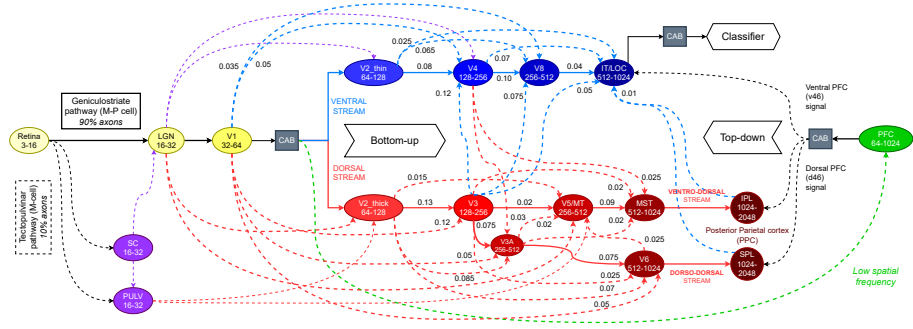 Retina
3-16
Geniculostriate
pathway (M-P cell)
90% axons
Tectopulvinar
pathway (M-cell)
10% axons
LGN
16-32
V1
32-64
CAB
SC
16-32
PULV
16-32
0.035
0.05
V2_thin
64-128
VENTRAL
STREAM
Bottom-up
DORSAL
STREAM
V2_thick
64-128
0.025
0.065
0.08
0.12
V4
128-256
0.07
0.10
0.075
V8
256-512
0.04
0.05
IT/LOC
512-1024
0.01
CAB
Classifier
0.015
0.13
0.12
V3
128-256
0.02
0.075
0.03
V3A
256-512
0.02
0.05
0.085
V5/MT
256-512
0.09
0.02
0.025
0.02
MST
512-1024
VENTRO-DORSAL
STREAM
IPL
1024-
2048
Posterior Parietal cortex
(PPC)
0.025
0.075
0.025
0.07
0.05
V6
512-1024
DORSO-DORSAL
STREAM
SPL
1024-
2048
Top-down
Ventral PFC
(v46)
signal
CAB
PFC
64-1024
Dorsal PFC
(d46)
signal
Low spatial
frequency